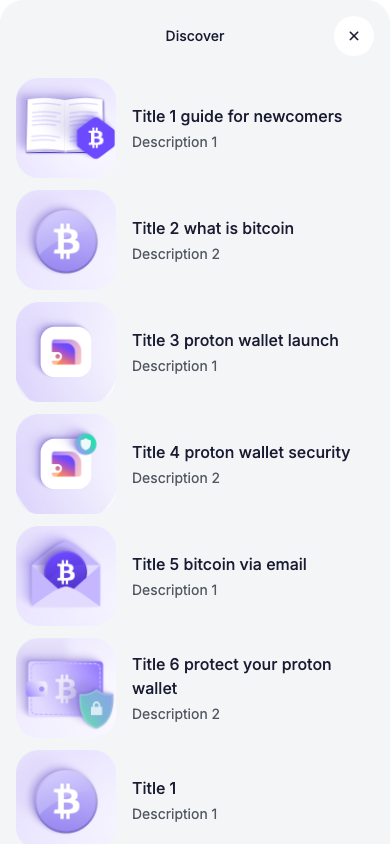 Discover
Title 1 guide for newcomers
Description 1
Title 2 what is bitcoin
Description 2
Title 3 proton wallet launch
Description 1
Title 4 proton wallet security
Description 2
Title 5 bitcoin via email
Description 1
Title 6 protect your proton
wallet
Description 2
Title 1
Description 1